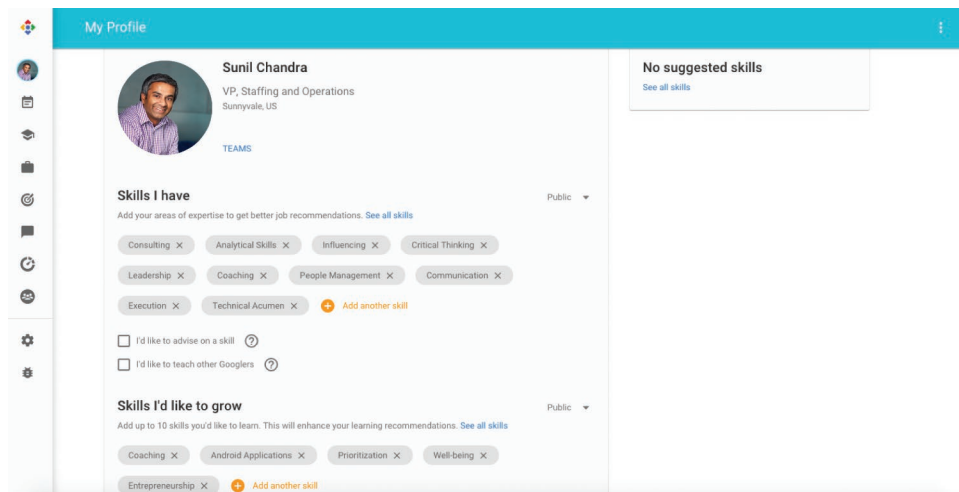 My Profile
Sunil Chandra
VP, Staffing and Operations
Sunnyvale, US
TEAMS
No suggested skills
See all skills
Skills I have
Public
Add your areas of expertise to get better job recommendations. See all skills
Consulting X Analytical Skills X Influencing X Critical Thinking X
Leadership X Coaching X People Management X Communication X
Execution X Technical Acumen X Add another skill
I'd like to advise on a skill ?
I'd like to teach other Googlers ?
Skills I'd like to grow
Public
Add up to 10 skills you'd like to learn. This will enhance your learning recommendations. See all skills
Coaching X Android Applications X Prioritization X Well-being X
Entrepreneurship X Add another skill